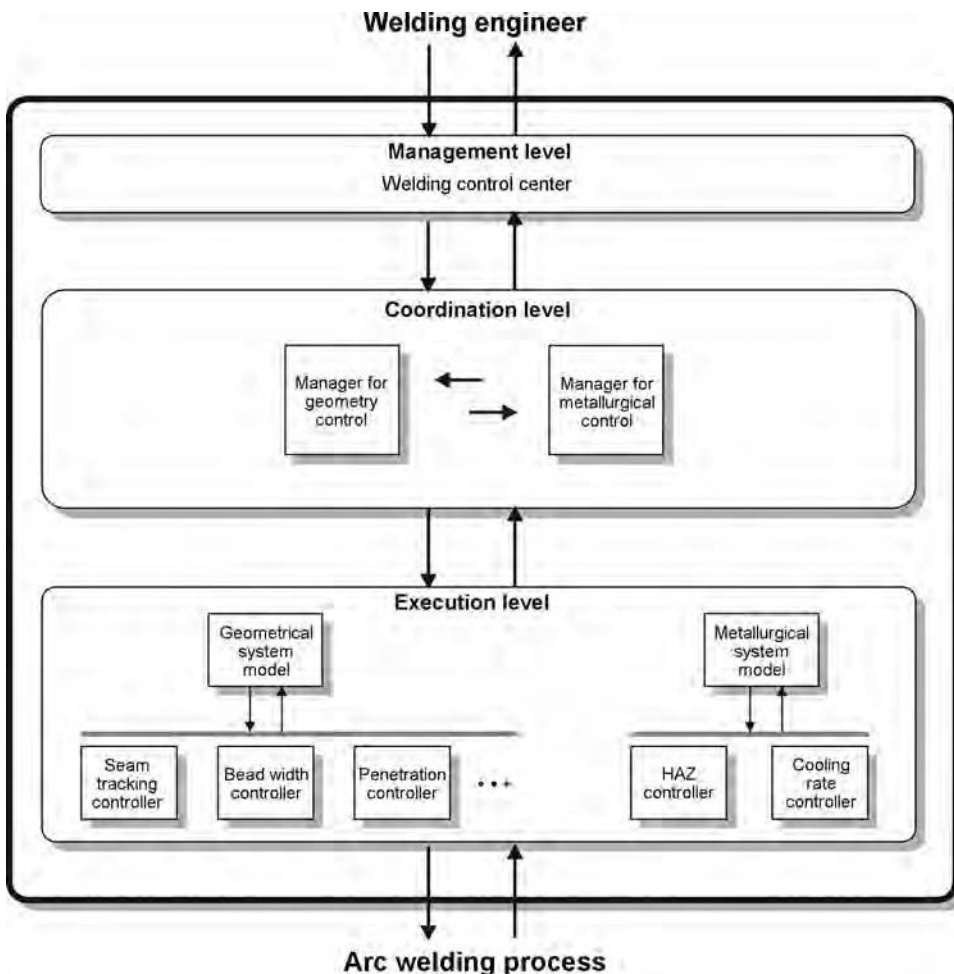 Welding engineer
Management level
Welding control center
Coordination level
Manager for
geometry
control
Manager for
metallurgical
control
Execution level
Geometrical
system
model
Metallurgical
system
model
Seam
tracking
controller
Bead width
controller
Penetration
controller
HAZ
controller
Cooling
rate
controller
Arc welding process